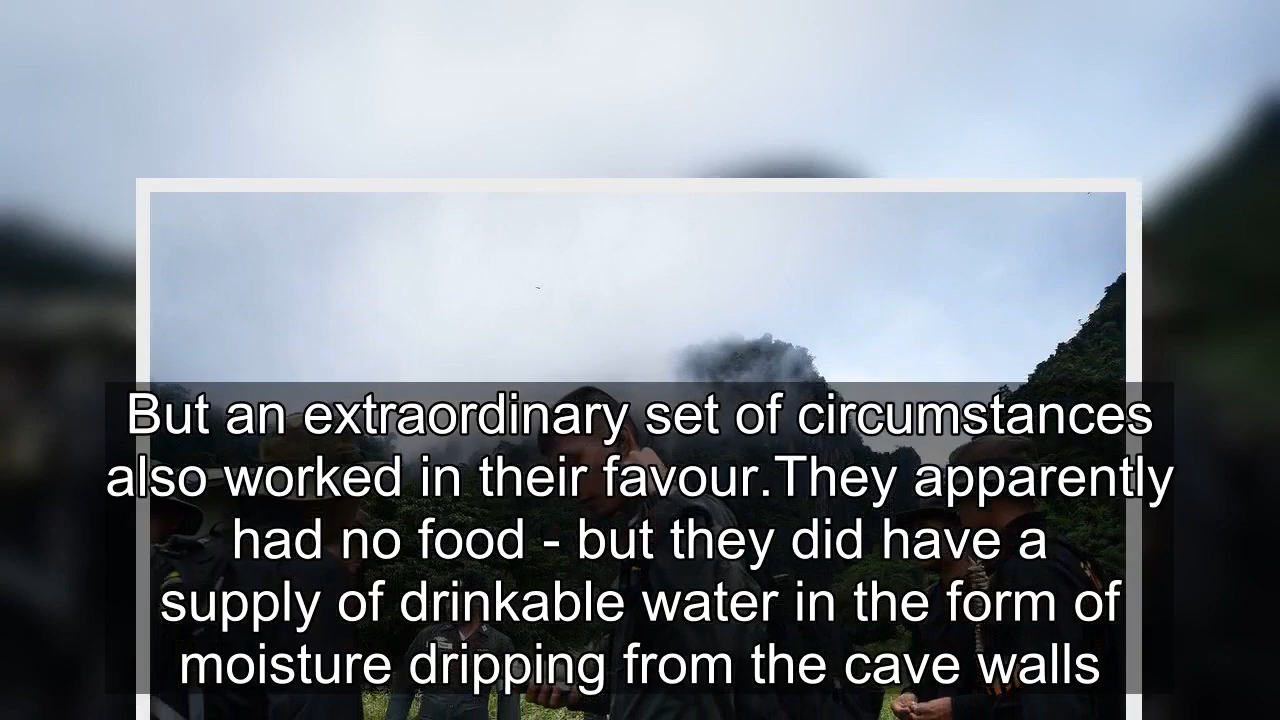 But an extraordinary set of circumstances
also worked in their favour.They apparently
had no food - but they did have a
supply of drinkable water in the form of
moisture dripping from the cave walls